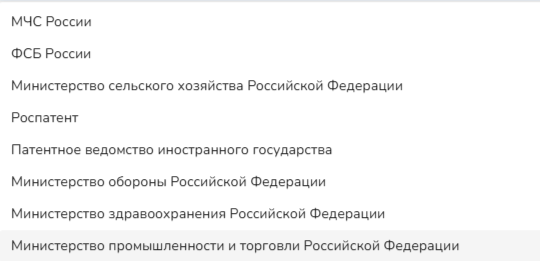 МЧС России
ФСБ России
Министерство сельского хозяйства Российской Федерации
Роспатент
Патентное ведомство иностранного государства
Министерство обороны Российской Федерации
Министерство здравоохранения Российской Федерации
Министерство промышленности и торговли Российской Федерации